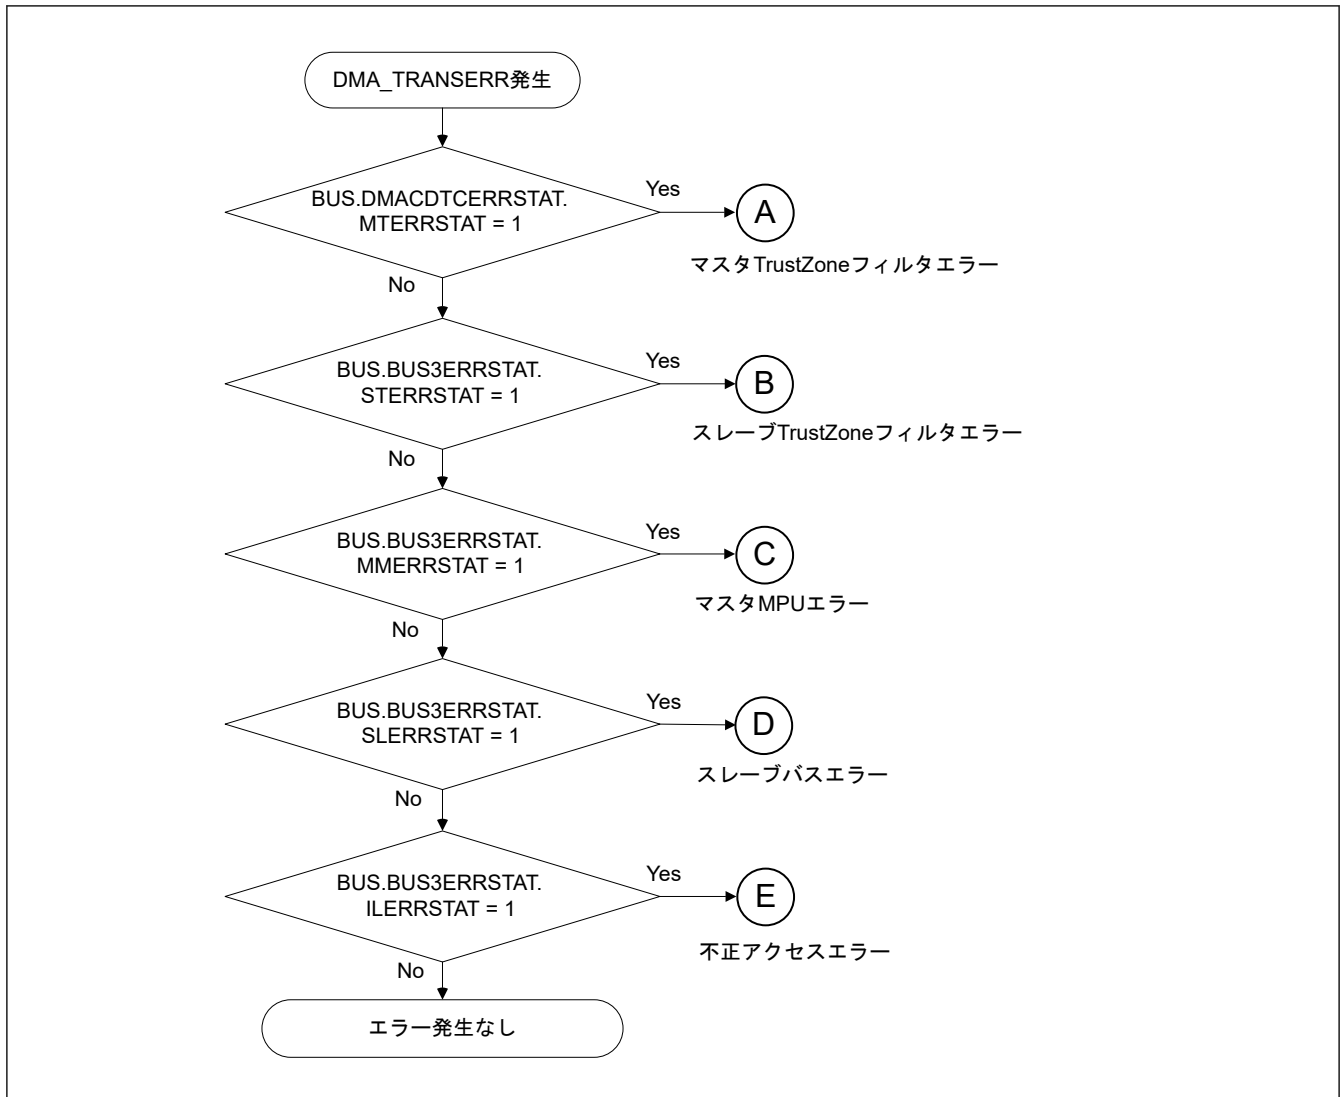 DMA_TRANSERR発生
BUS.DMACDTCERRSTAT.
MTERRSTAT = 1
Yes
A
マスタTrustZoneフィルタエラー
No
BUS.BUS3ERRSTAT.
STERRSTAT = 1
Yes
B
スレーブTrustZoneフィルタエラー
No
BUS.BUS3ERRSTAT.
MMERRSTAT = 1
Yes
C
マスタMPUエラー
No
BUS.BUS3ERRSTAT.
SLERRSTAT = 1
Yes
D
スレーブバスエラー
No
BUS.BUS3ERRSTAT.
ILERRSTAT = 1
Yes
E
不正アクセスエラー
No
エラー発生なし